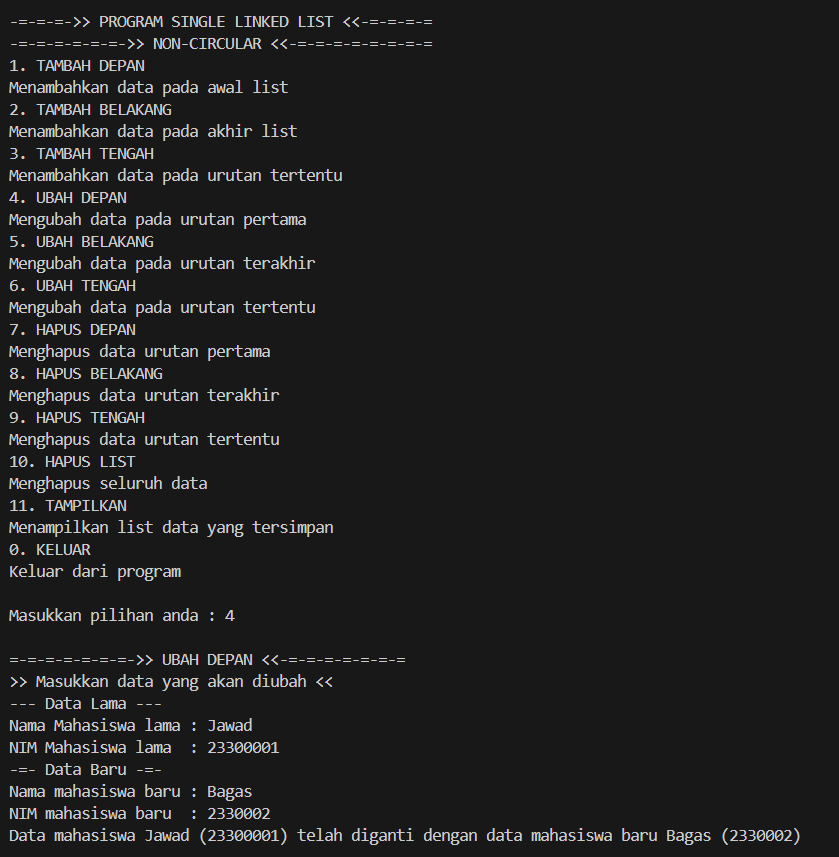 -=-=-=->> PROGRAM SINGLE LINKED LIST <<-=-=-=-=
-=-=-=-=-=-=->> NON-CIRCULAR <<-=-=-=-=-=-=-=-=
1. TAMBAH DEPAN
Menambahkan data pada awal list
2. TAMBAH BELAKANG
Menambahkan data pada akhir list
3. TAMBAH TENGAH
Menambahkan data pada urutan tertentu
4. UBAH DEPAN
Mengubah data pada urutan pertama
5. UBAH BELAKANG
Mengubah data pada urutan terakhir
6. UBAH TENGAH
Mengubah data pada urutan tertentu
7. HAPUS DEPAN
Menghapus data urutan pertama
8. HAPUS BELAKANG
Menghapus data urutan terakhir
9. HAPUS TENGAH
Menghapus data urutan tertentu
10. HAPUS LIST
Menghapus seluruh data
11. TAMPILKAN
Menampilkan list data yang tersimpan
0. KELUAR
Keluar dari program
Masukkan pilihan anda : 4
=-=-=-=-=-=-=->> UBAH DEPAN <<-=-=-=-=-=-=-=
>> Masukkan data yang akan diubah <<
--- Data Lama ---
Nama Mahasiswa lama : Jawad
NIM Mahasiswa lama  : 23300001
-=- Data Baru -=-
Nama mahasiswa baru : Bagas
NIM mahasiswa baru  : 2330002
Data mahasiswa Jawad (23300001) telah diganti dengan data mahasiswa baru Bagas (2330002)